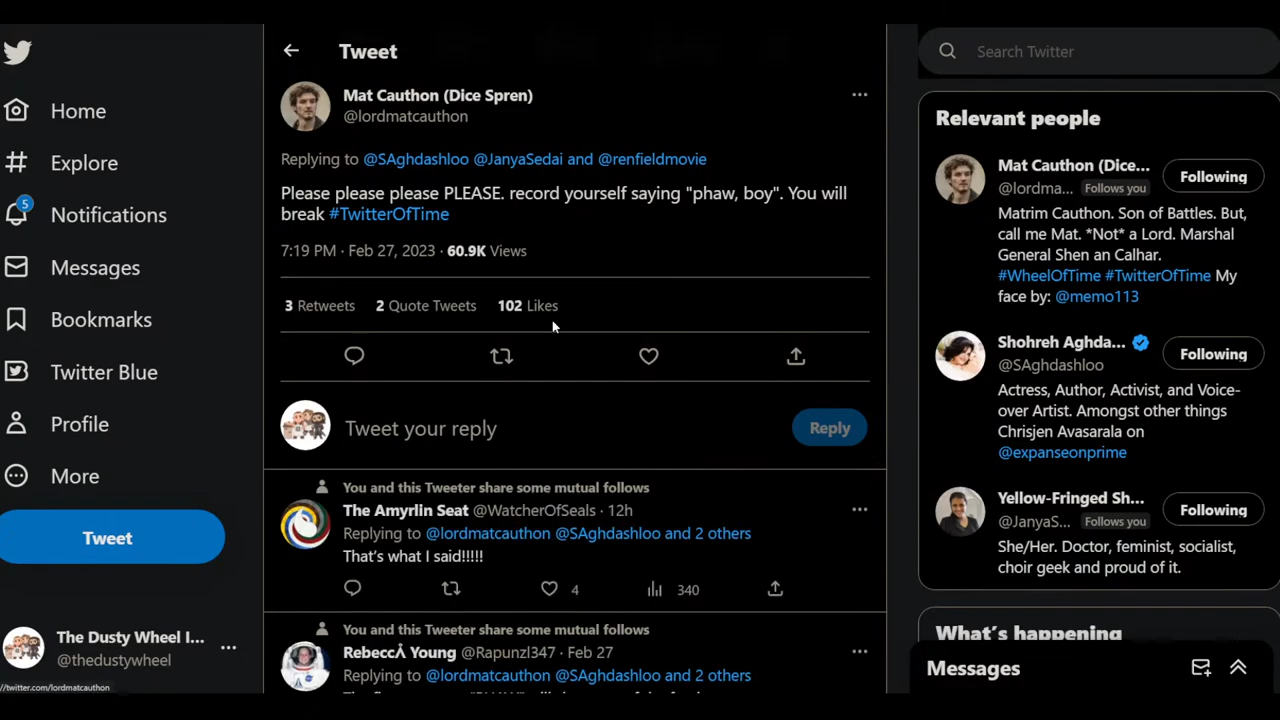 Home
Explore
5
Notifications
Messages
Bookmarks
Twitter Blue
Profile
More
Tweet
The Dusty Wheel I...
@thedustywheel
//twitter.com/lordmatcauthon
Tweet
Mat Cauthon (Dice Spren)
@lordmatcauthon
Replying to @SAghdashloo @JanyaSedai and @renfieldmovie
Please please please PLEASE. record yourself saying "phaw, boy". You will
break #TwitterOfTime
7:19 PM · Feb 27, 2023 · 60.9K Views
3 Retweets 2 Quote Tweets 102 Likes
Tweet your reply
Reply
You and this Tweeter share some mutual follows
The Amyrlin Seat @WatcherOfSeals · 12h
Replying to @lordmatcauthon @SAghdashloo and 2 others
That's what I said!!!!!
4 340
You and this Tweeter share some mutual follows
RebeccÅ Young @Rapunzl347 · Feb 27
Replying to @lordmatcauthon @SAghdashloo and 2 others
Search Twitter
Relevant people
Mat Cauthon (Dice...
Following
@lordma... Follows you
Matrim Cauthon. Son of Battles. But,
call me Mat. *Not* a Lord. Marshal
General Shen an Calhar.
#WheelOfTime #TwitterOfTime My
face by: @memo113
Shohreh Aghda...
Following
@SAghdashloo
Actress, Author, Activist, and Voice-
over Artist. Amongst other things
Chrisjen Avasarala on
@expanseonprime
Yellow-Fringed Sh...
Following
@JanyaS... Follows you
She/Her. Doctor, feminist, socialist,
choir geek and proud of it.
What's happening
Messages